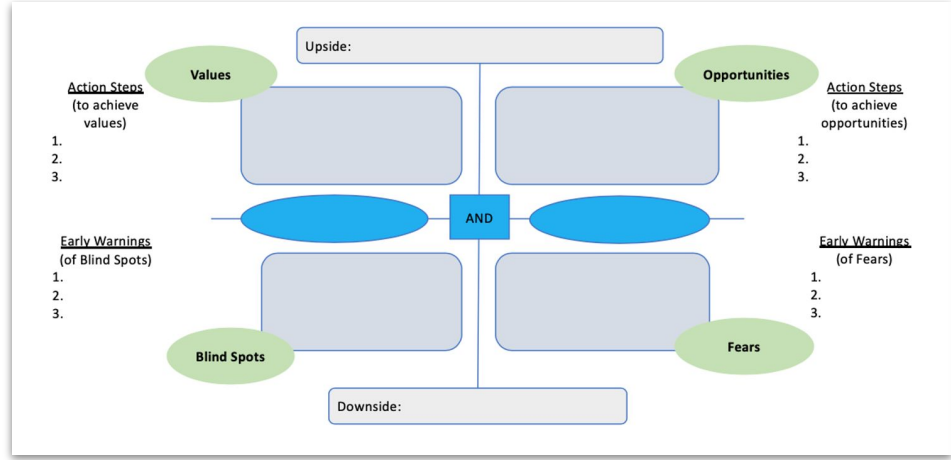 Upside:
Values
Opportunities
Action Steps
(to achieve
values)
1.
2.
3.
Action Steps
(to achieve
opportunities)
1.
2.
3.
AND
Early Warnings
(of Blind Spots)
1.
2.
3.
Early Warnings
(of Fears)
1.
2.
3.
Blind Spots
Fears
Downside: